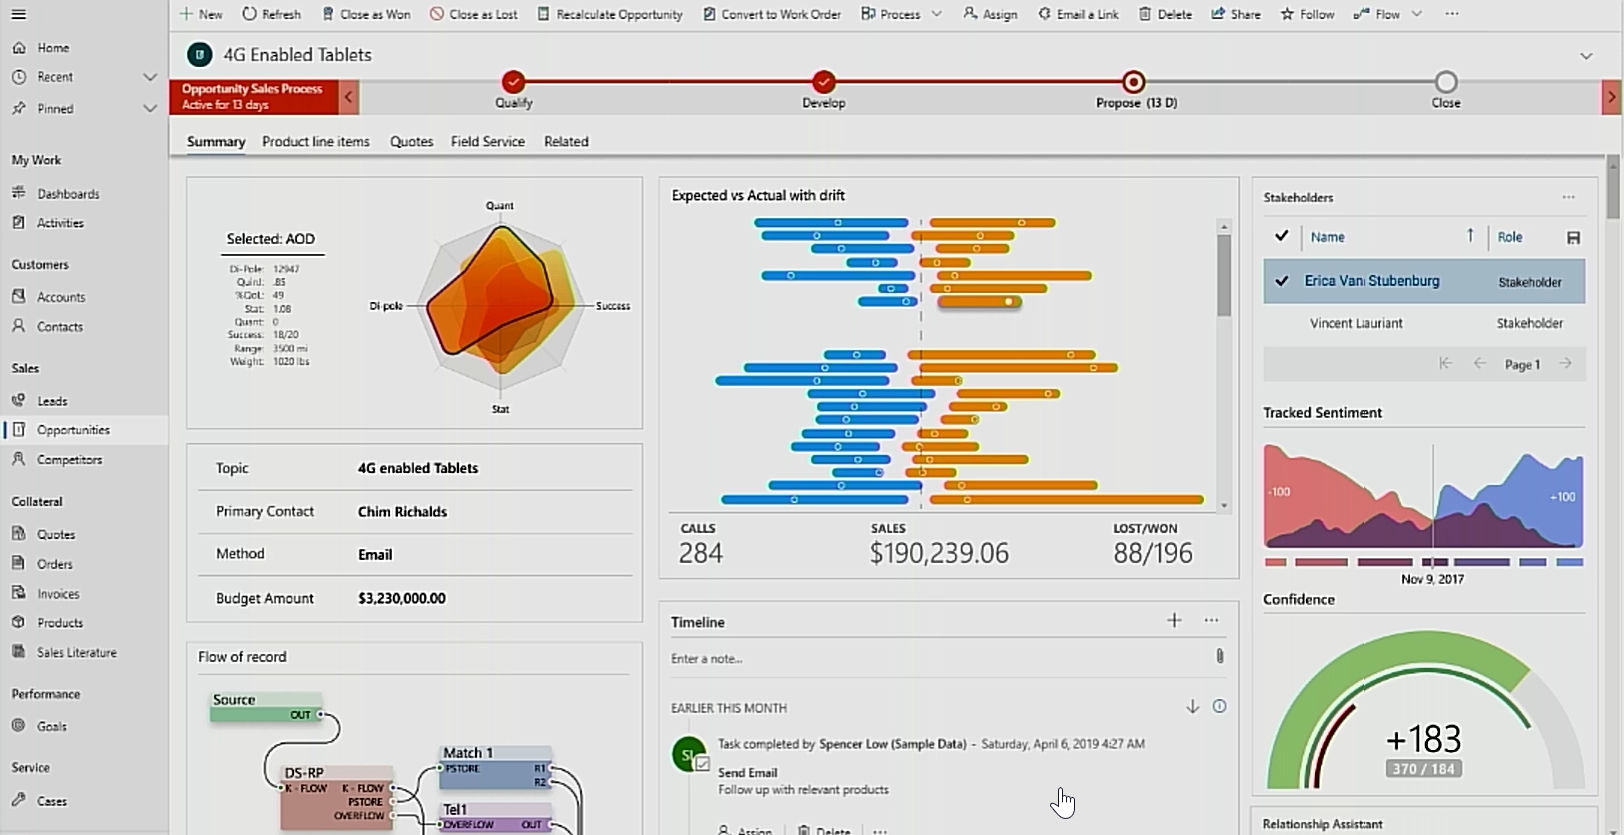 New Refresh Close as Won Close as Lost Recalculate Opportunity Convert to Work Order Process Assign Email a Link Delete Share Follow Flow ...
Home
Recent
Pinned
My Work
Dashboards
Activities
Customers
Accounts
Contacts
Sales
Leads
Opportunities
Competitors
Collateral
Quotes
Orders
Invoices
Products
Sales Literature
Performance
Goals
Service
Cases
4G Enabled Tablets
Opportunity Sales Process
Active for 13 days
Qualify
Develop
Propose (13 D)
Close
Summary Product line items Quotes Field Service Related
Selected: AOD
Di-Pole: 12947
Quird: .85
%GoL: 49
Stat: 1.08
Quant: 0
Success: 18/20
Range: 3500 mi
Weight: 1020 lbs
Quant
Di-pole
Success
Stat
Topic 4G enabled Tablets
Primary Contact Chim Richalds
Method Email
Budget Amount $3,230,000.00
Flow of record
Source
OUT
DS-RP
K - FLOW K - FLOW
PSTORE
OVERFLOW
Match 1
PSTORE R1
R2
Tel1
OVERFLOW OUT
Expected vs Actual with drift
CALLS SALES LOST/WON
284 $190,239.06 88/196
Timeline
Enter a note...
EARLIER THIS MONTH
Task completed by Spencer Low (Sample Data) - Saturday, April 6, 2019 4:27 AM
Send Email
Follow up with relevant products
Assign Delete ...
Stakeholders
Name Role
Erica Van Stubenburg Stakeholder
Vincent Lauriant Stakeholder
Page 1
Tracked Sentiment
-100 +100
Nov 9, 2017
Confidence
+183
370 / 184
Relationship Assistant